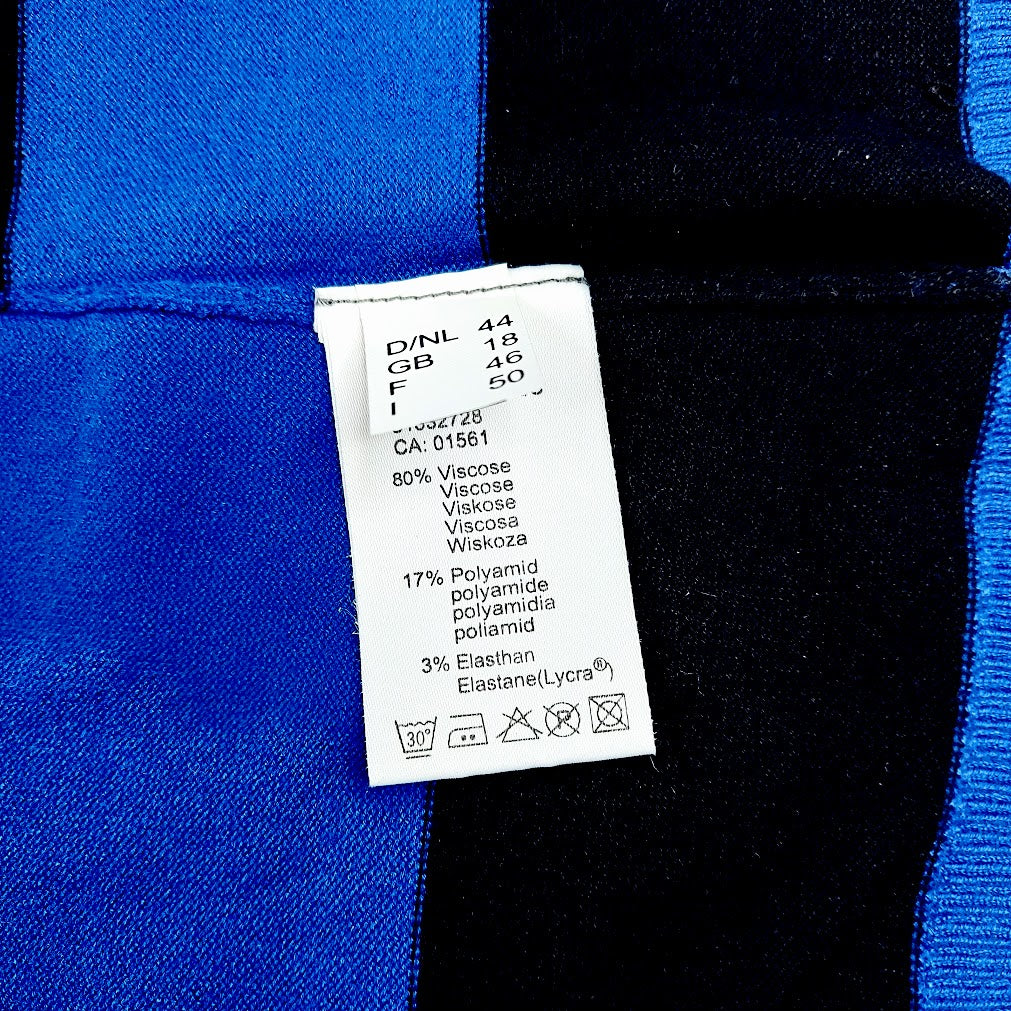 D/NL 44
GB 18
F 46
I 50
CA: 01561
80% Viscose
Viscose
Viskose
Viscosa
Wiskoza
17% Polyamid
polyamide
polyamidia
poliamid
3% Elasthan
Elastane(Lycra®)
30°
P